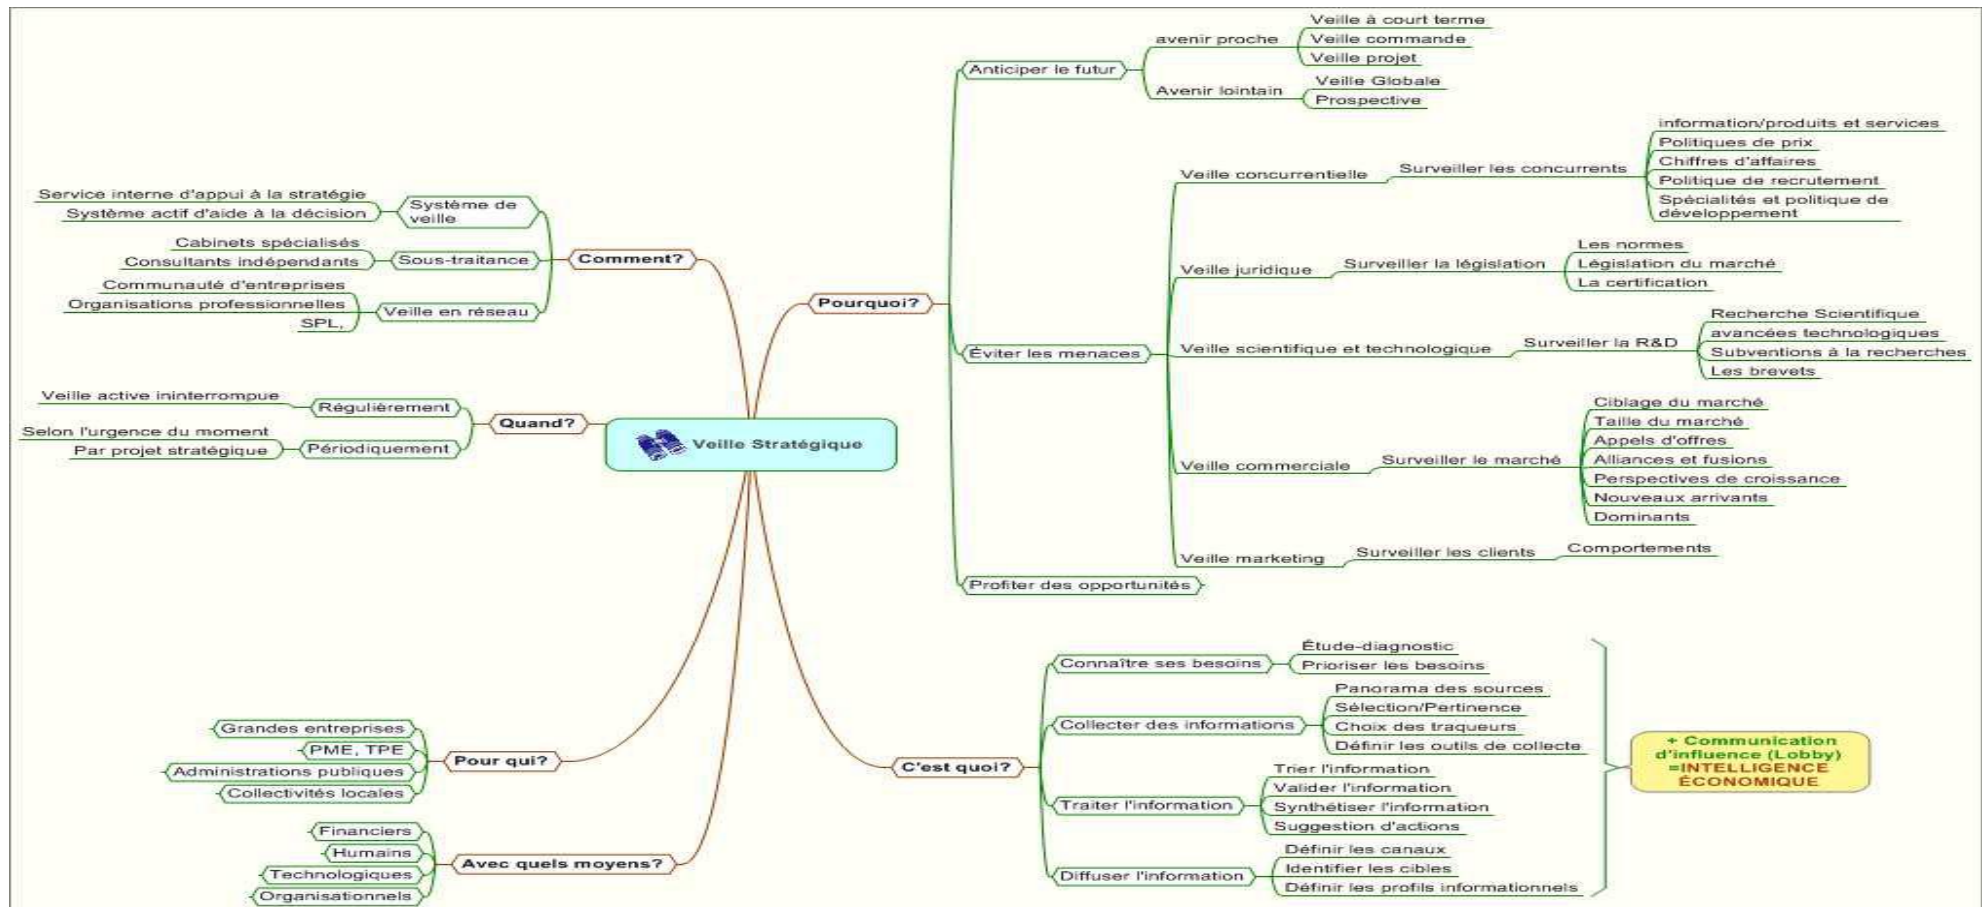 Veille Stratégique
Pourquoi?
Anticiper le futur
avenir proche
Veille à court terme
Veille commande
Veille projet
Avenir lointain
Veille Globale
Prospective
Éviter les menaces
Veille concurrentielle
Surveiller les concurrents
information/produits et services
Politiques de prix
Chiffres d'affaires
Politique de recrutement
Spécialités et politique de
développement
Veille juridique
Surveiller la législation
Les normes
Législation du marché
La certification
Veille scientifique et technologique
Surveiller la R&D
Recherche Scientifique
avancées technologiques
Subventions à la recherches
Les brevets
Veille commerciale
Surveiller le marché
Ciblage du marché
Taille du marché
Appels d'offres
Alliances et fusions
Perspectives de croissance
Nouveaux arrivants
Dominants
Veille marketing
Surveiller les clients
Comportements
Profiter des opportunités
C'est quoi?
Connaître ses besoins
Étude-diagnostic
Prioriser les besoins
Collecter des informations
Panorama des sources
Sélection/Pertinence
Choix des traqueurs
Définir les outils de collecte
Traiter l'information
Trier l'information
Valider l'information
Synthétiser l'information
Suggestion d'actions
Diffuser l'information
Définir les canaux
Identifier les cibles
Définir les profils informationnels
+ Communication
d'influence (Lobby)
=INTELLIGENCE
ÉCONOMIQUE
Comment?
Système de
veille
Service interne d'appui à la stratégie
Système actif d'aide à la décision
Sous-traitance
Cabinets spécialisés
Consultants indépendants
Veille en réseau
Communauté d'entreprises
Organisations professionnelles
SPL,
Quand?
Régulièrement
Veille active ininterrompue
Périodiquement
Selon l'urgence du moment
Par projet stratégique
Pour qui?
Grandes entreprises
PME, TPE
Administrations publiques
Collectivités locales
Avec quels moyens?
Financiers
Humains
Technologiques
Organisationnels